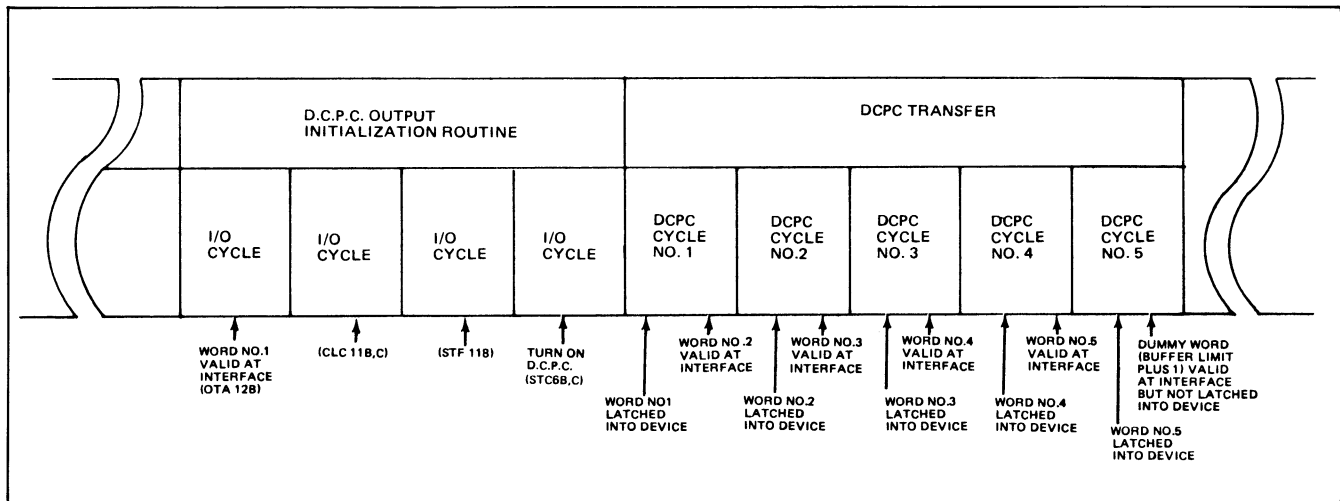 D.C.P.C. OUTPUT
INITIALIZATION ROUTINE
DCPC TRANSFER
I/O
CYCLE
I/O
CYCLE
I/O
CYCLE
I/O
CYCLE
DCPC
CYCLE
NO. 1
DCPC
CYCLE
NO.2
DCPC
CYCLE
NO. 3
DCPC
CYCLE
NO. 4
DCPC
CYCLE
NO. 5
WORD NO.1
VALID AT
INTERFACE
(OTA 12B)
(CLC 11B,C)
(STF 11B)
TURN ON
D.C.P.C.
(STC6B,C)
WORD NO1
LATCHED
INTO DEVICE
WORD NO.2
VALID AT
INTERFACE
WORD NO.2
LATCHED
INTO DEVICE
WORD NO.3
VALID AT
INTERFACE
WORD NO.3
LATCHED
INTO DEVICE
WORD NO.4
VALID AT
INTERFACE
WORD NO.4
LATCHED
INTO DEVICE
WORD NO.5
VALID AT
INTERFACE
WORD NO.5
LATCHED
INTO DEVICE
DUMMY WORD
(BUFFER LIMIT
PLUS 1) VALID
AT INTERFACE
BUT NOT LATCHED
INTO DEVICE